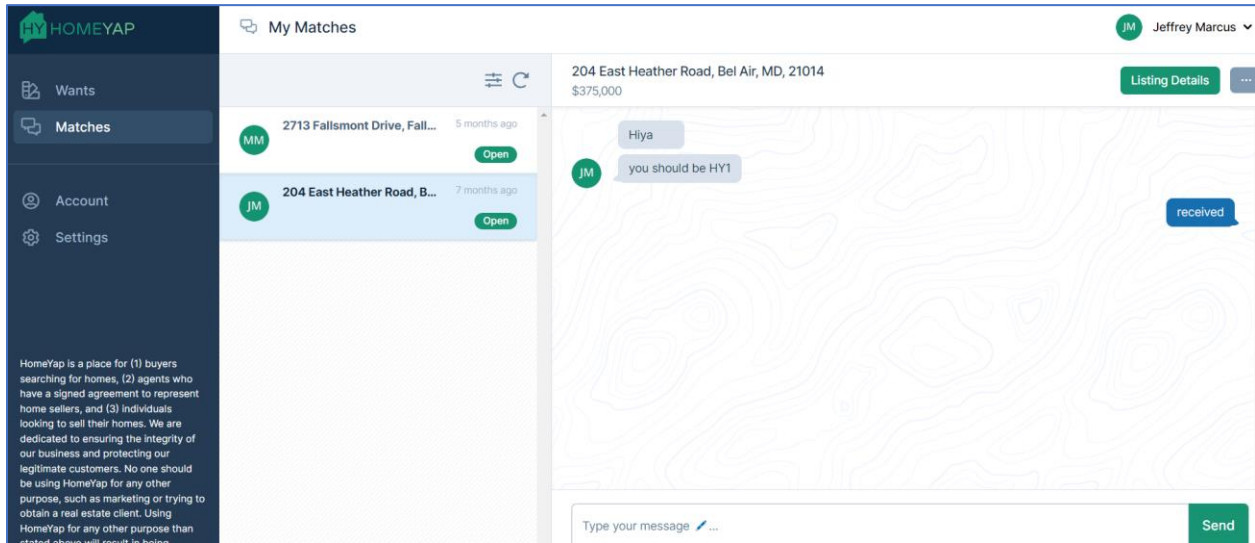 HY HOMEYAP
My Matches
JM Jeffrey Marcus
Wants
Matches
Account
Settings
HomeYap is a place for (1) buyers
searching for homes, (2) agents who
have a signed agreement to represent
home sellers, and (3) individuals
looking to sell their homes. We are
dedicated to ensuring the integrity of
our business and protecting our
legitimate customers. No one should
be using HomeYap for any other
purpose, such as marketing or trying to
obtain a real estate client. Using
HomeYap for any other purpose than
stated above will result in being
MM 2713 Fallsmont Drive, Fall... 5 months ago
Open
JM 204 East Heather Road, B... 7 months ago
Open
204 East Heather Road, Bel Air, MD, 21014
$375,000
Listing Details ...
Hiya
JM you should be HY1
received
Type your message 🖊️ ...
Send